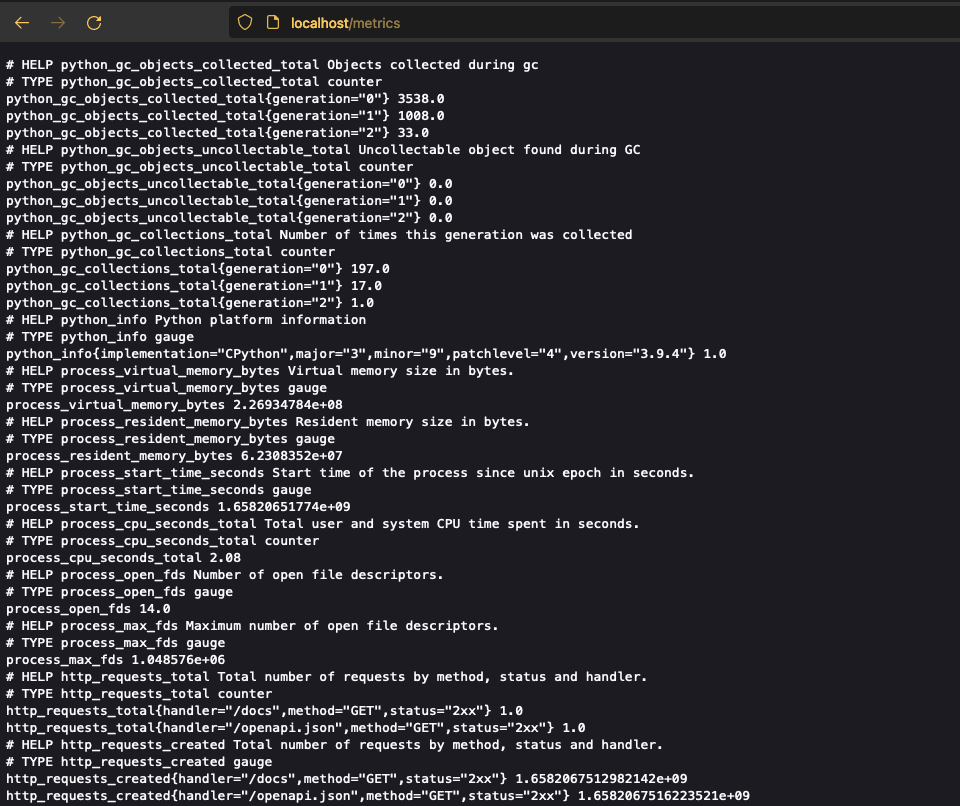 localhost/metrics
# HELP python_gc_objects_collected_total Objects collected during gc
# TYPE python_gc_objects_collected_total counter
python_gc_objects_collected_total{generation="0"} 3538.0
python_gc_objects_collected_total{generation="1"} 1008.0
python_gc_objects_collected_total{generation="2"} 33.0
# HELP python_gc_objects_uncollectable_total Uncollectable object found during GC
# TYPE python_gc_objects_uncollectable_total counter
python_gc_objects_uncollectable_total{generation="0"} 0.0
python_gc_objects_uncollectable_total{generation="1"} 0.0
python_gc_objects_uncollectable_total{generation="2"} 0.0
# HELP python_gc_collections_total Number of times this generation was collected
# TYPE python_gc_collections_total counter
python_gc_collections_total{generation="0"} 197.0
python_gc_collections_total{generation="1"} 17.0
python_gc_collections_total{generation="2"} 1.0
# HELP python_info Python platform information
# TYPE python_info gauge
python_info{implementation="CPython",major="3",minor="9",patchlevel="4",version="3.9.4"} 1.0
# HELP process_virtual_memory_bytes Virtual memory size in bytes.
# TYPE process_virtual_memory_bytes gauge
process_virtual_memory_bytes 2.26934784e+08
# HELP process_resident_memory_bytes Resident memory size in bytes.
# TYPE process_resident_memory_bytes gauge
process_resident_memory_bytes 6.2308352e+07
# HELP process_start_time_seconds Start time of the process since unix epoch in seconds.
# TYPE process_start_time_seconds gauge
process_start_time_seconds 1.65820651774e+09
# HELP process_cpu_seconds_total Total user and system CPU time spent in seconds.
# TYPE process_cpu_seconds_total counter
process_cpu_seconds_total 2.08
# HELP process_open_fds Number of open file descriptors.
# TYPE process_open_fds gauge
process_open_fds 14.0
# HELP process_max_fds Maximum number of open file descriptors.
# TYPE process_max_fds gauge
process_max_fds 1.048576e+06
# HELP http_requests_total Total number of requests by method, status and handler.
# TYPE http_requests_total counter
http_requests_total{handler="/docs",method="GET",status="2xx"} 1.0
http_requests_total{handler="/openapi.json",method="GET",status="2xx"} 1.0
# HELP http_requests_created Total number of requests by method, status and handler.
# TYPE http_requests_created gauge
http_requests_created{handler="/docs",method="GET",status="2xx"} 1.6582067512982142e+09
http_requests_created{handler="/openapi.json",method="GET",status="2xx"} 1.6582067516223521e+09